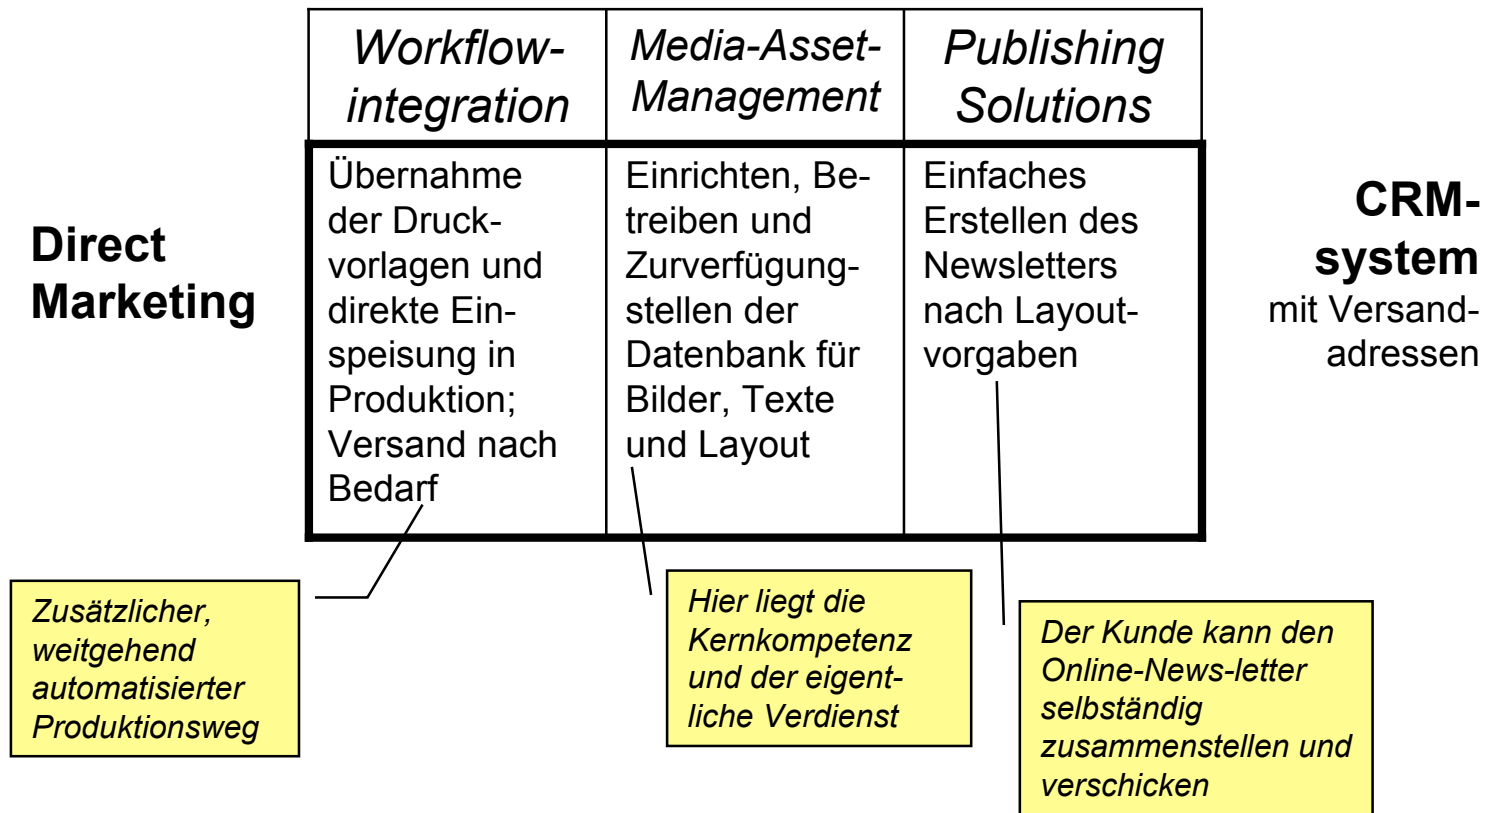 Workflow-
integration
Media-Asset-
Management
Publishing
Solutions
Direct
Marketing
Übernahme
der Druck-
vorlagen und
direkte Ein-
speisung in
Produktion;
Versand nach
Bedarf
Einrichten, Be-
treiben und
Zurverfügung-
stellen der
Datenbank für
Bilder, Texte
und Layout
Einfaches
Erstellen des
Newsletters
nach Layout-
vorgaben
CRM-
system
mit Versand-
adressen
Zusätzlicher,
weitgehend
automatisierter
Produktionsweg
Hier liegt die
Kernkompetenz
und der eigent-
liche Verdienst
Der Kunde kann den
Online-News-letter
selbständig
zusammenstellen und
verschicken